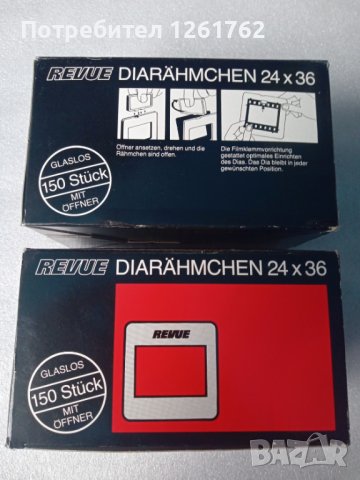 Потребител 1261762
REVUE DIARÄHMCHEN 24 x 36
GLASLOS
150 Stück
MIT
ÖFFNER
Öffner ansetzen, drehen und die
Rähmchen sind offen.
Die Filmklemmvorrichtung
gestattet optimales Einrichten
des Dias. Das Dia bleibt in jeder
gewünschten Position.
REVUE DIARÄHMCHEN 24 x 36
GLASLOS
150 Stück
MIT
ÖFFNER
REVUE
BAZAR